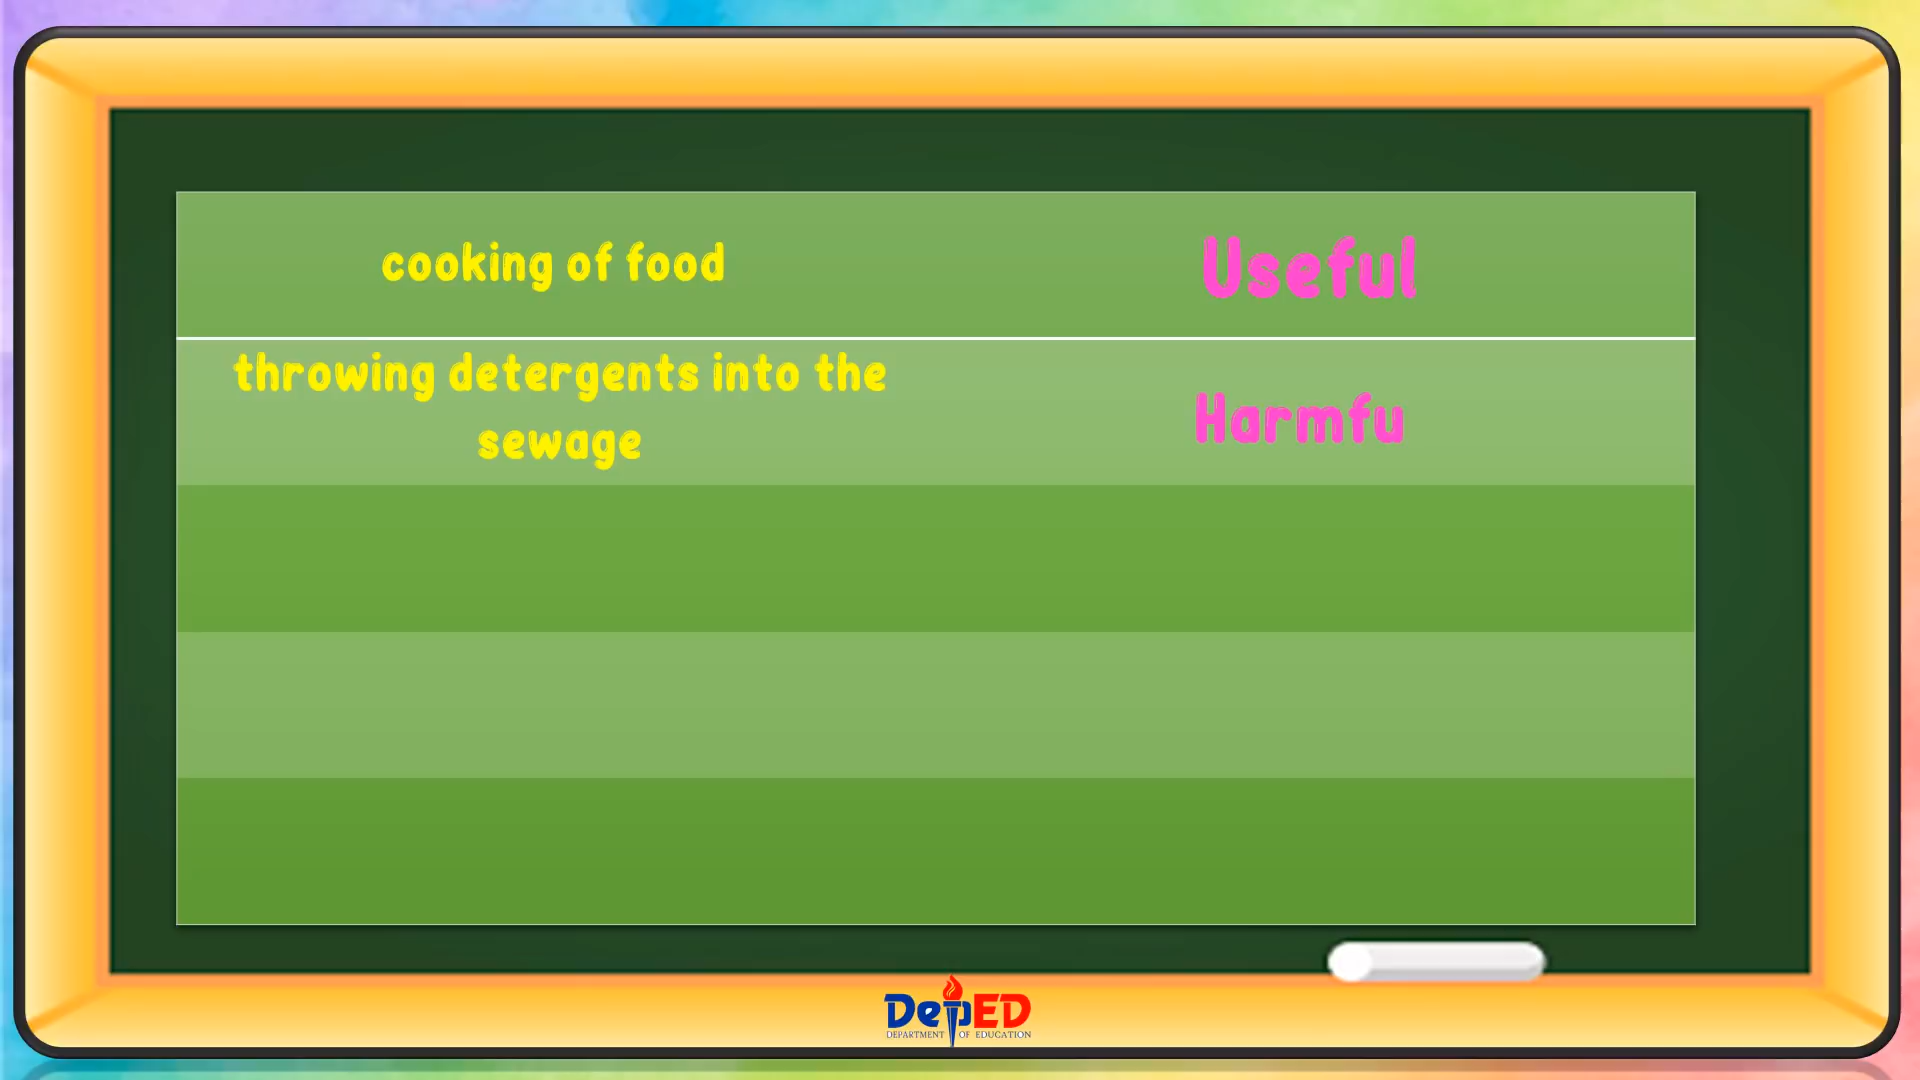 cooking of food
Useful
throwing detergents into the
sewage
Harmfu
DepED
DEPARTMENT OF EDUCATION